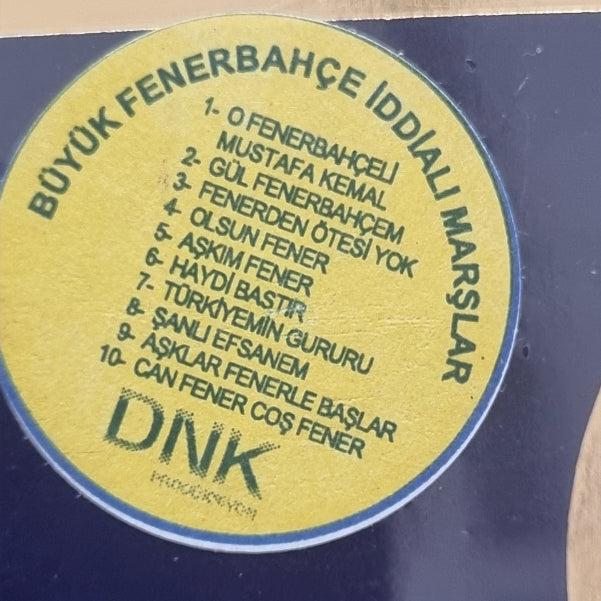 BÜYÜK FENERBAHÇE İDDİALI MARŞLAR
1- O FENERBAHÇELİ
MUSTAFA KEMAL
2- GÜL FENERBAHÇEM
3- FENERDEN ÖTESİ YOK
4- OLSUN FENER
5- AŞKIM FENER
6- HAYDİ BASTIR
7- TÜRKİYEMİN GURURU
8- ŞANLI EFSANEM
9- AŞKLAR FENERLE BAŞLAR
10- CAN FENER COŞ FENER
DNK
PRODÜKSİYON